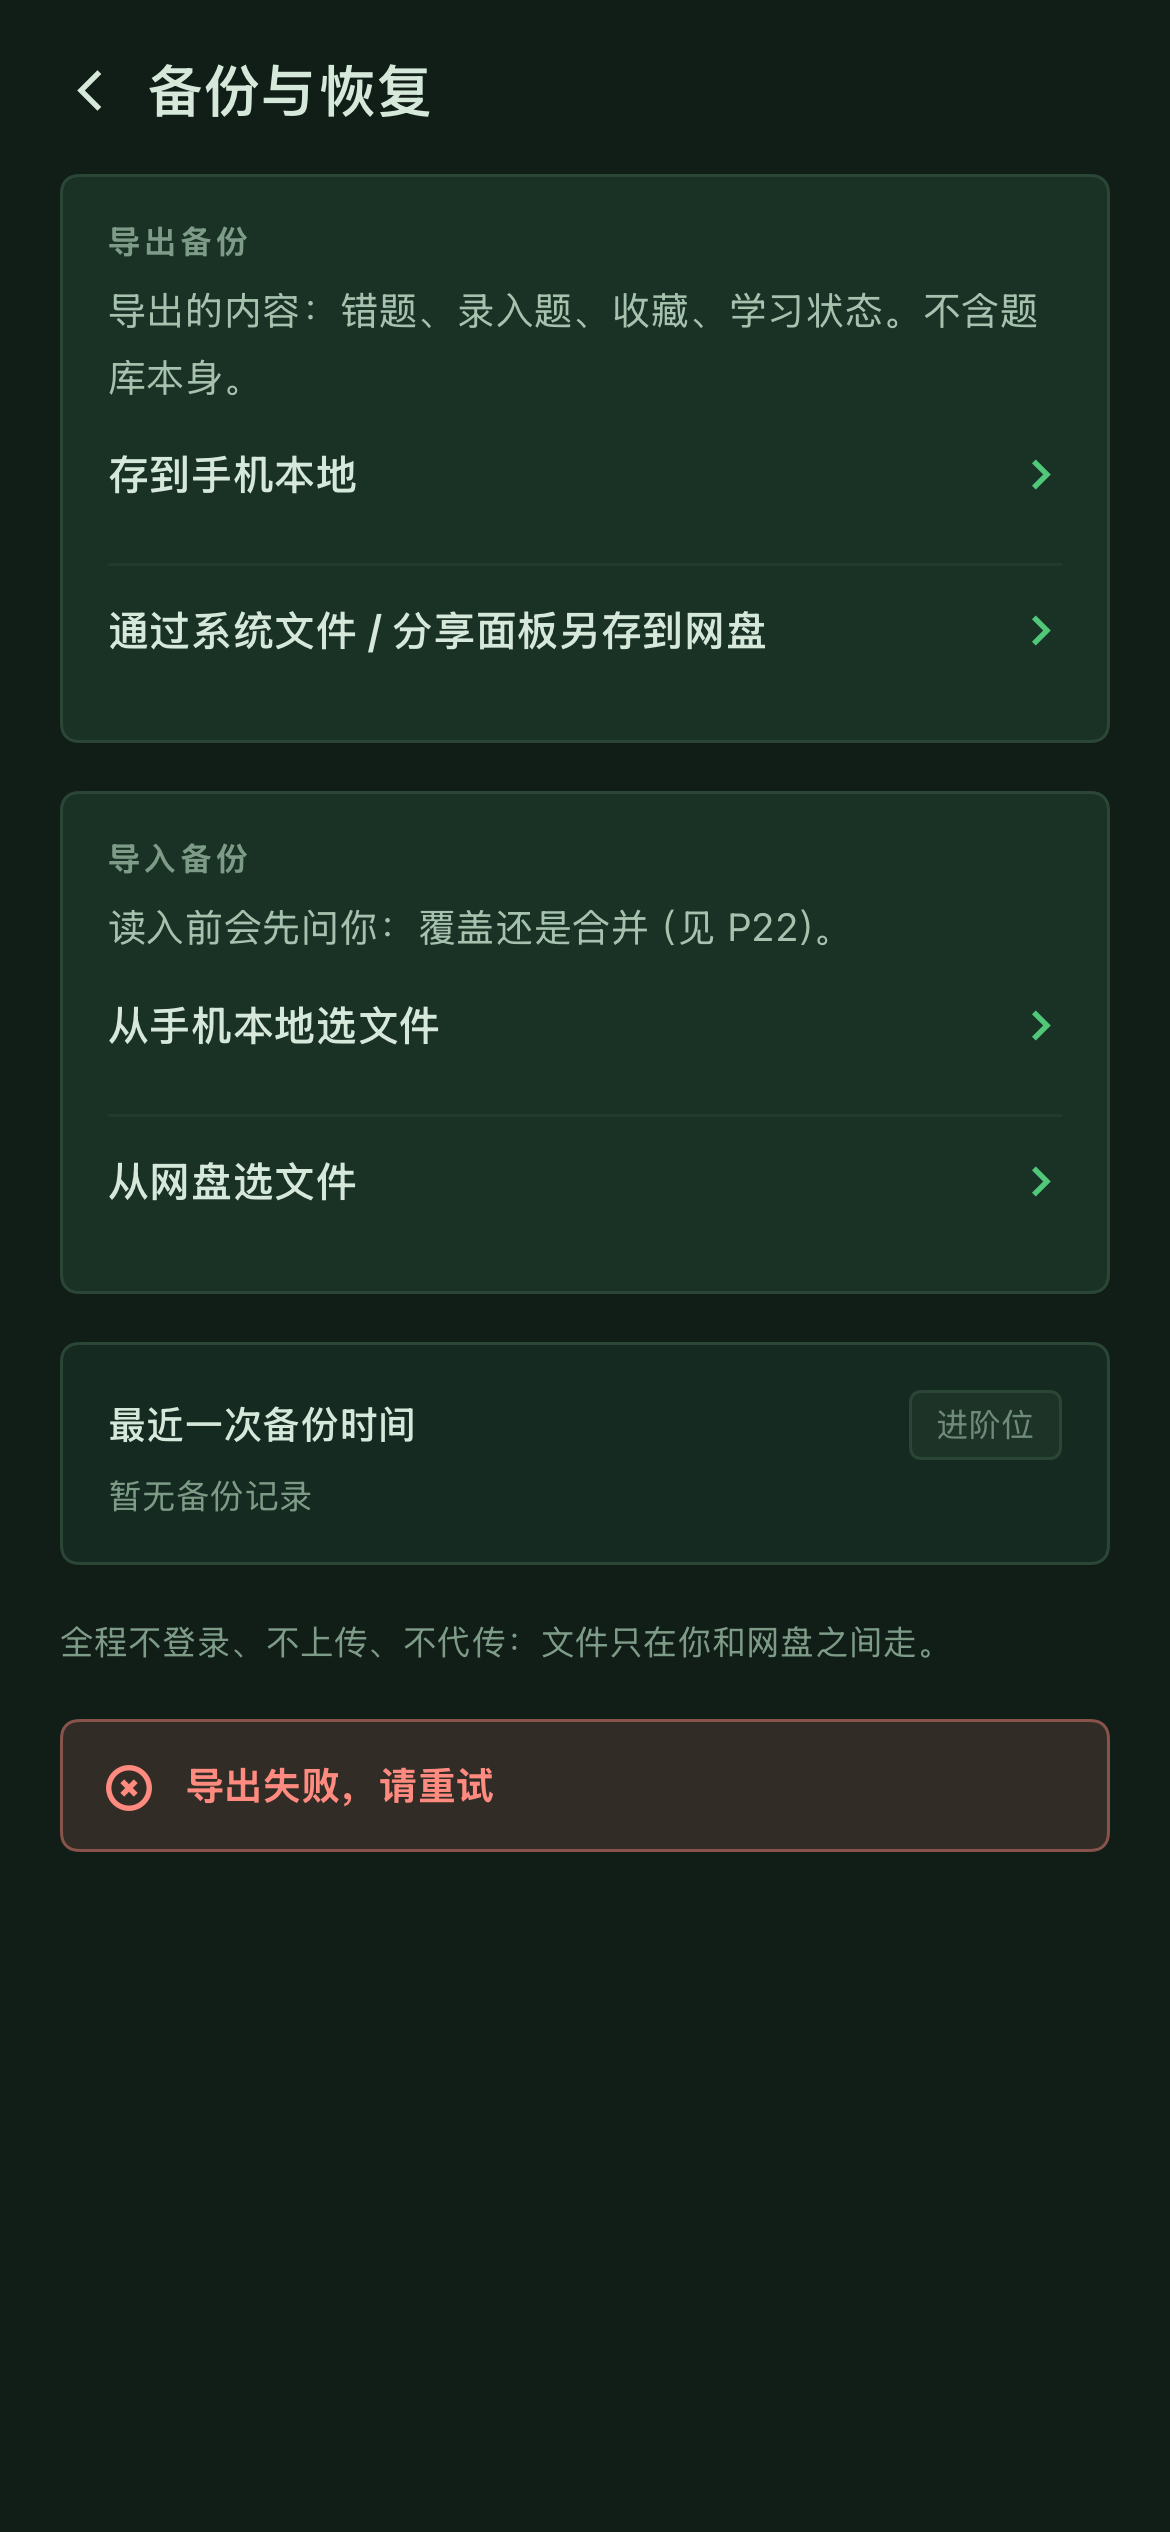 备份与恢复
导出备份
导出的内容：错题、录入题、收藏、学习状态。不含题
库本身。
存到手机本地
通过系统文件 / 分享面板另存到网盘
导入备份
读入前会先问你：覆盖还是合并（见 P22）。
从手机本地选文件
从网盘选文件
最近一次备份时间
进阶位
暂无备份记录
全程不登录、不上传、不代传：文件只在你和网盘之间走。
导出失败，请重试